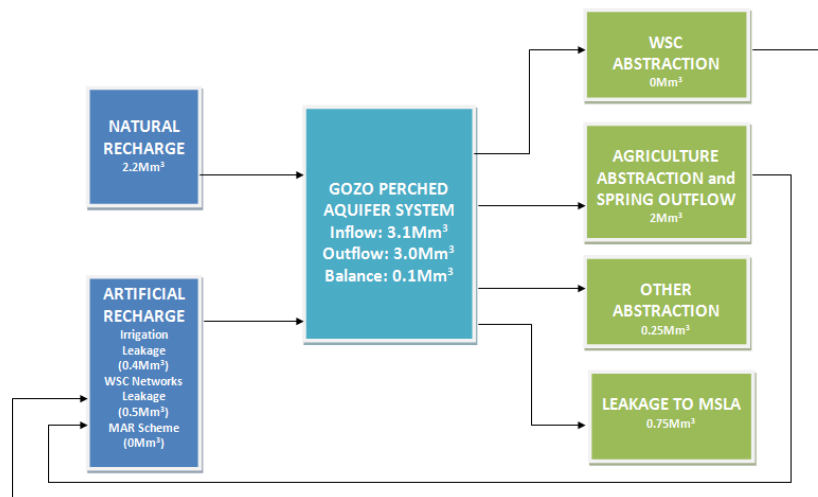 NATURAL
RECHARGE
2.2Mm³
ARTIFICIAL
RECHARGE
Irrigation
Leakage
(0.4Mm³)
WSC Networks
Leakage
(0.5Mm³)
MAR Scheme
(0Mm³)
GOZO PERCHED
AQUIFER SYSTEM
Inflow: 3.1Mm³
Outflow: 3.0Mm³
Balance: 0.1Mm³
WSC
ABSTRACTION
0Mm³
AGRICULTURE
ABSTRACTION and
SPRING OUTFLOW
2Mm³
OTHER
ABSTRACTION
0.25Mm³
LEAKAGE TO MSLA
0.75Mm³